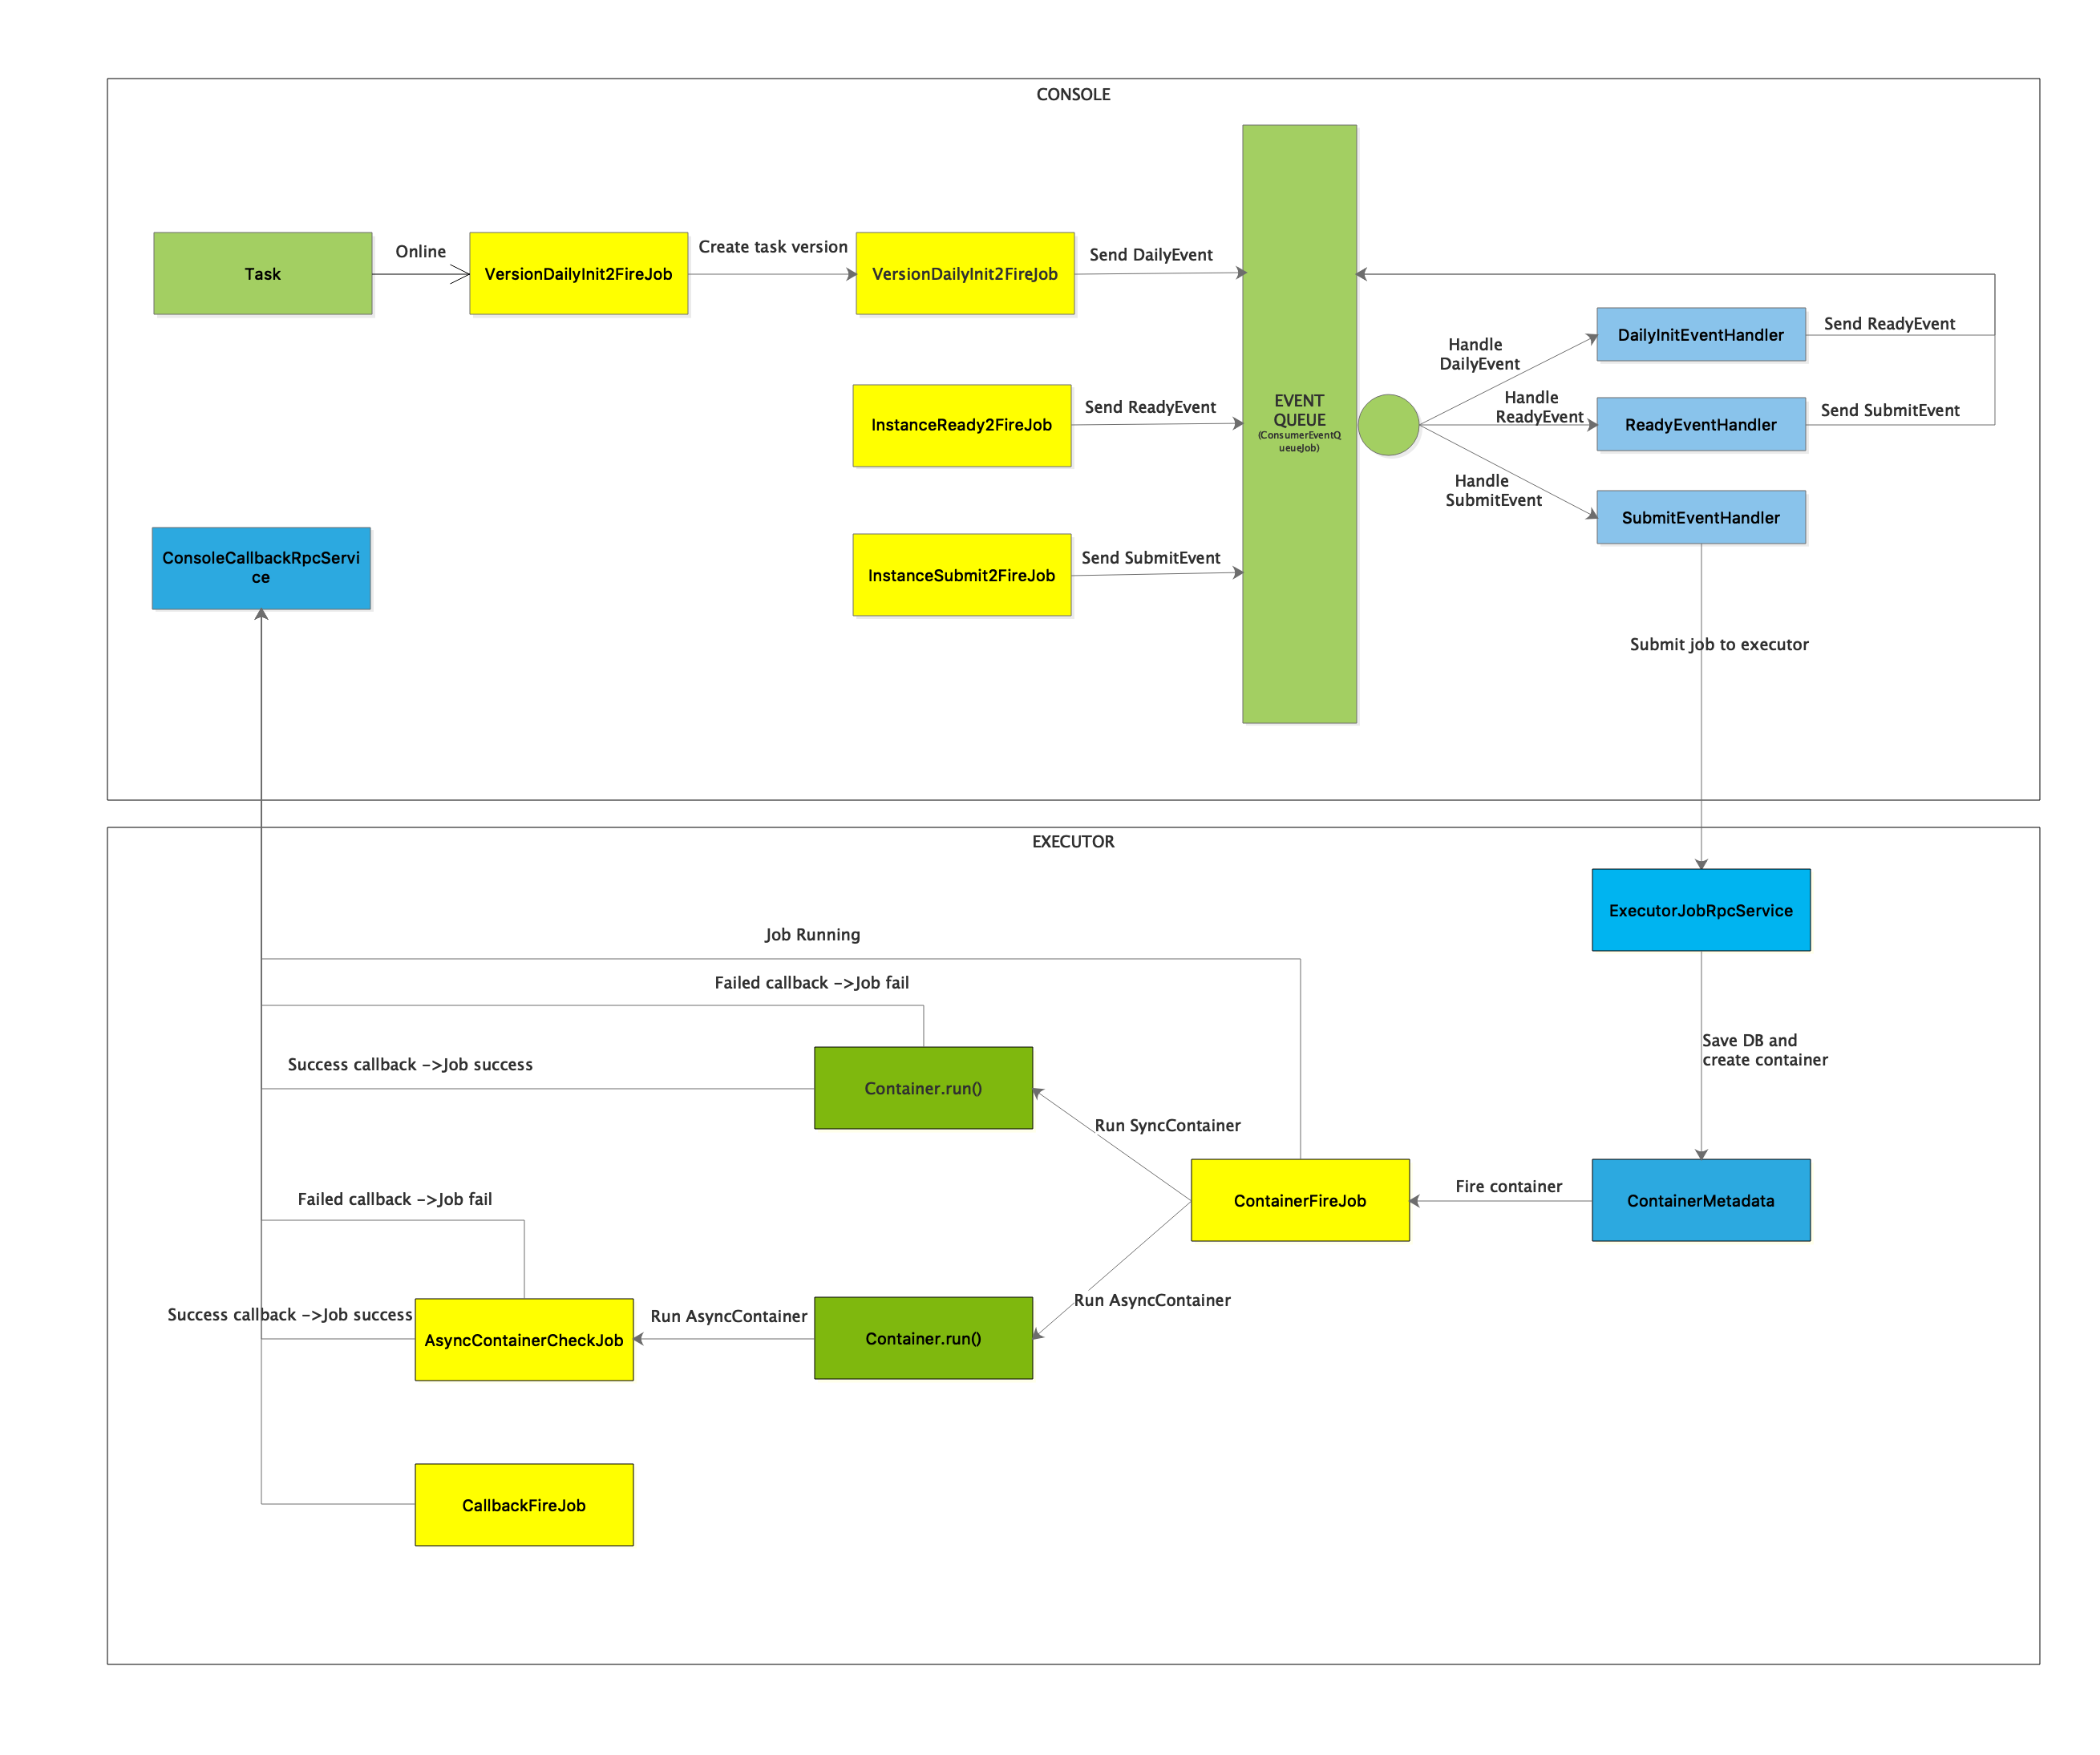 CONSOLE
Task
Online
VersionDailyInit2FireJob
Create task version
VersionDailyInit2FireJob
Send DailyEvent
DailyInitEventHandler
Send ReadyEvent
Handle
DailyEvent
InstanceReady2FireJob
Send ReadyEvent
EVENT
QUEUE
(ConsumerEventQ
ueueJob)
Handle
ReadyEvent
ReadyEventHandler
Send SubmitEvent
Handle
SubmitEvent
SubmitEventHandler
ConsoleCallbackRpcServi
ce
InstanceSubmit2FireJob
Send SubmitEvent
Submit job to executor
EXECUTOR
ExecutorJobRpcService
Job Running
Failed callback ->Job fail
Save DB and
create container
Success callback ->Job success
Container.run()
Run SyncContainer
ContainerFireJob
Fire container
ContainerMetadata
Failed callback ->Job fail
Run AsyncContainer
Success callback ->Job success
AsyncContainerCheckJob
Run AsyncContainer
Container.run()
CallbackFireJob